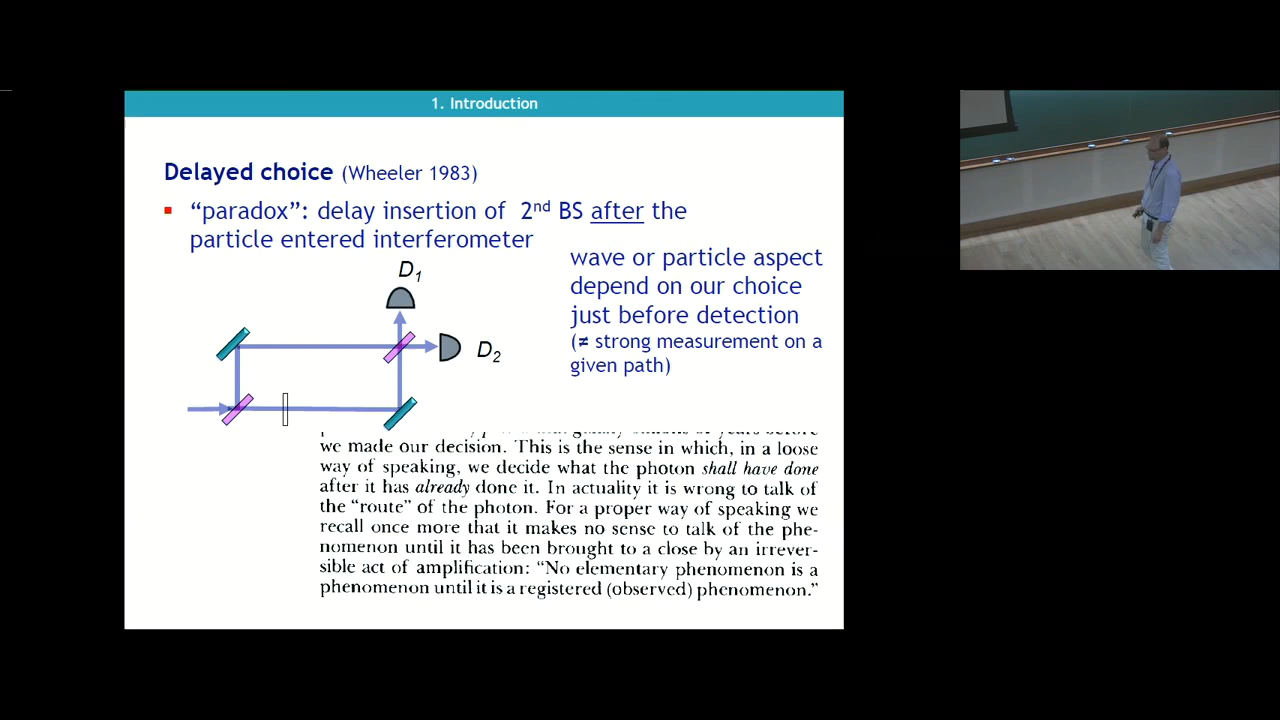 1. Introduction
Delayed choice (Wheeler 1983)
“paradox”: delay insertion of 2nd BS after the
particle entered interferometer
wave or particle aspect
depend on our choice
just before detection
(≠ strong measurement on a
given path)
D1
D2
we made our decision. This is the sense in which, in a loose
way of speaking, we decide what the photon shall have done
after it has already done it. In actuality it is wrong to talk of
the “route” of the photon. For a proper way of speaking we
recall once more that it makes no sense to talk of the phe-
nomenon until it has been brought to a close by an irrever-
sible act of amplification: “No elementary phenomenon is a
phenomenon until it is a registered (observed) phenomenon.”